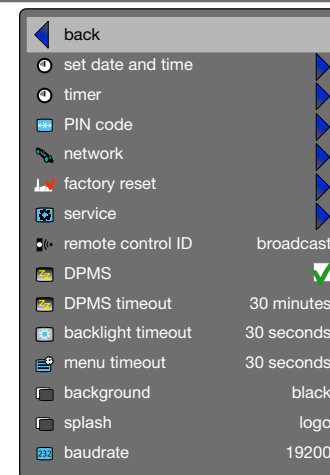 back
set date and time
timer
PIN code
network
factory reset
service
remote control ID broadcast
DPMS
DPMS timeout 30 minutes
backlight timeout 30 seconds
menu timeout 30 seconds
background black
splash logo
baudrate 19200